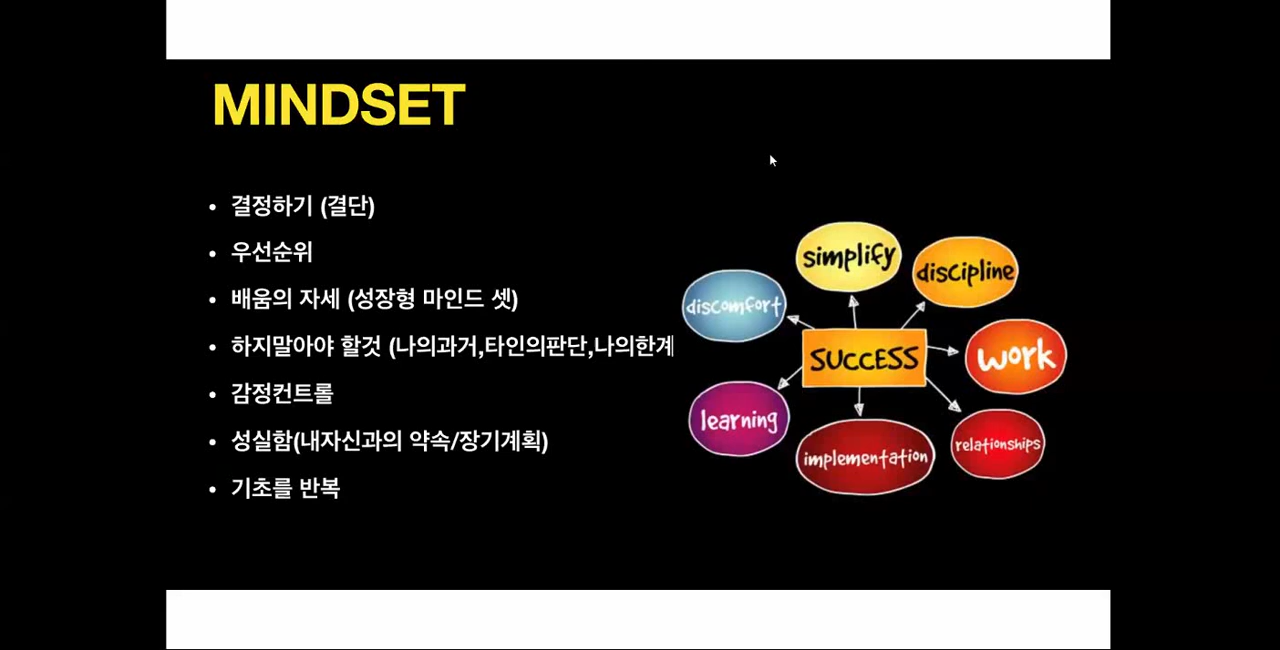 MINDSET
• 결정하기 (결단)
• 우선순위
• 배움의 자세 (성장형 마인드 셋)
• 하지말아야 할것 (나의과거,타인의판단,나의한계
• 감정컨트롤
• 성실함(내자신과의 약속/장기계획)
• 기초를 반복
simplify
discipline
discomfort
SUCCESS
work
learning
implementation
relationships